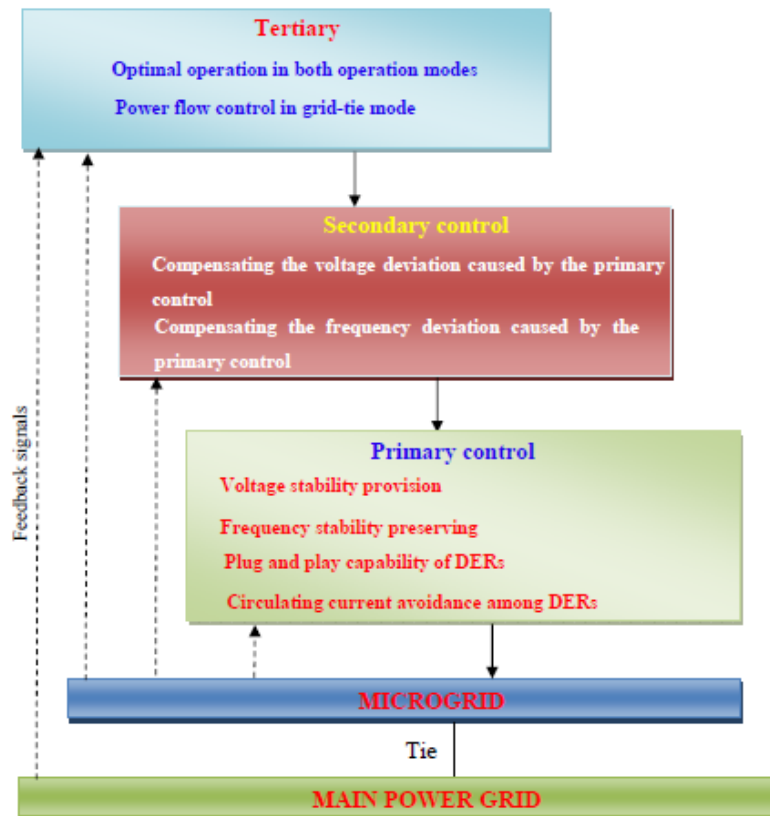 Tertiary
Optimal operation in both operation modes
Power flow control in grid-tie mode
Secondary control
Compensating the voltage deviation caused by the primary
control
Compensating the frequency deviation caused by the
primary control
Primary control
Voltage stability provision
Frequency stability preserving
Plug and play capability of DERs
Circulating current avoidance among DERs
Feedback signals
MICROGRID
Tie
MAIN POWER GRID